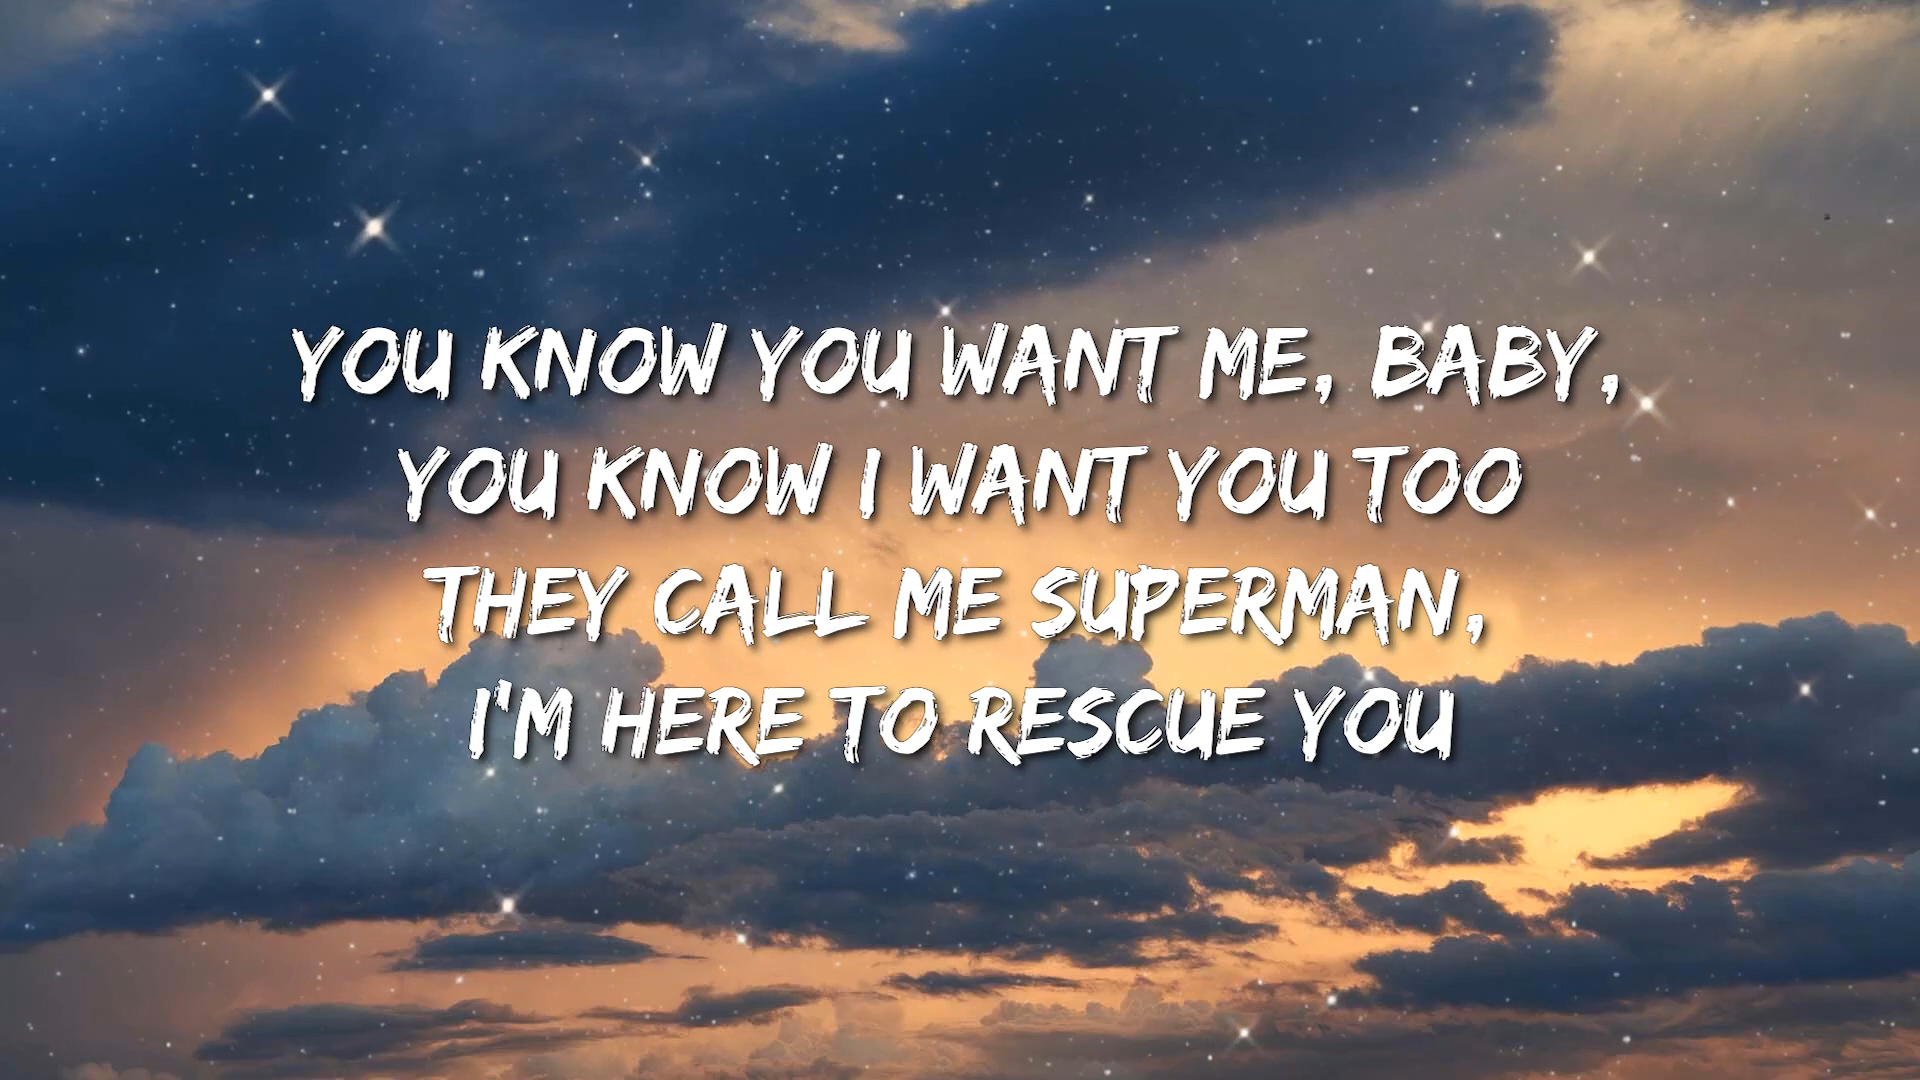 YOU KNOW YOU WANT ME, BABY,
YOU KNOW I WANT YOU TOO
THEY CALL ME SUPERMAN,
I'M HERE TO RESCUE YOU